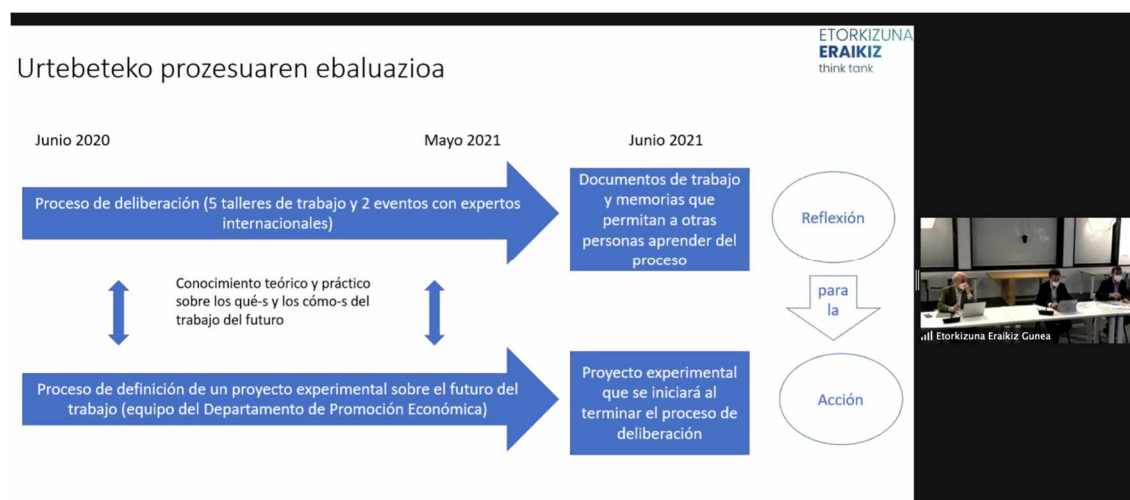 ETORKIZUNA
ERAIKIZ
think tank
Urtebeteko prozesuaren ebaluazioa
Junio 2020
Mayo 2021
Junio 2021
Proceso de deliberación (5 talleres de trabajo y 2 eventos con expertos
internacionales)
Documentos de trabajo
y memorias que
permitan a otras
personas aprender del
proceso
Reflexión
Conocimiento teórico y práctico
sobre los qué-s y los cómo-s del
trabajo del futuro
para
la
Etorkizuna Eraikiz Gunea
Proceso de definición de un proyecto experimental sobre el futuro del
trabajo (equipo del Departamento de Promoción Económica)
Proyecto experimental
que se iniciará al
terminar el proceso de
deliberación
Acción